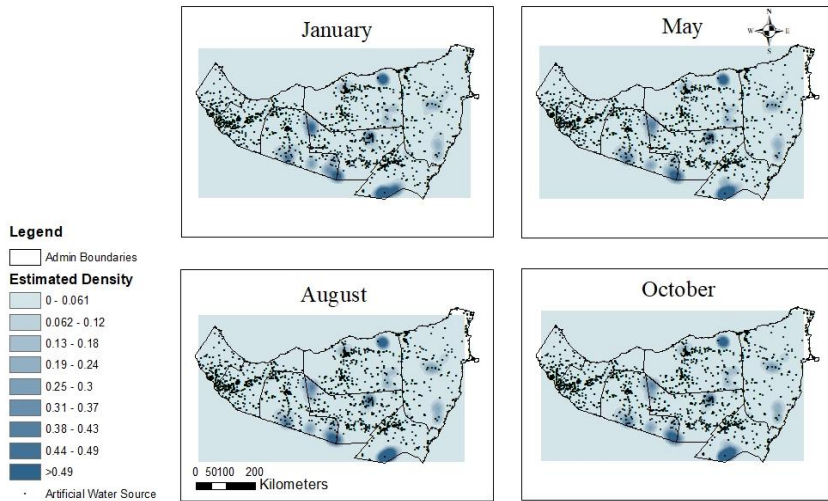 January
May
N
W E
S
Legend
Admin Boundaries
Estimated Density
0 - 0.061
0.062 - 0.12
0.13 - 0.18
0.19 - 0.24
0.25 - 0.3
0.31 - 0.37
0.38 - 0.43
0.44 - 0.49
>0.49
Artificial Water Source
August
October
0 50100 200
Kilometers